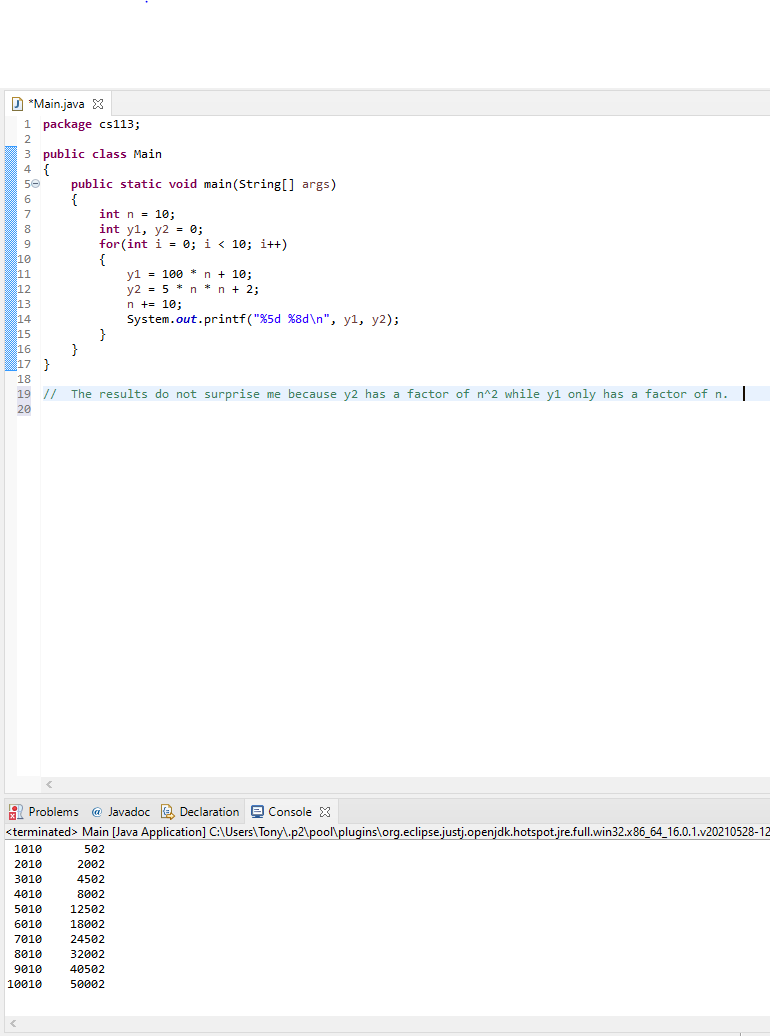 *Main.java
1 package cs113;
2
3 public class Main
4 {
5 public static void main(String[] args)
6 {
7 int n = 10;
8 int y1, y2 = 0;
9 for(int i = 0; i < 10; i++)
10 {
11 y1 = 100 * n + 10;
12 y2 = 5 * n * n + 2;
13 n += 10;
14 System.out.printf("%5d %8d\n", y1, y2);
15 }
16 }
17 }
18
19 // The results do not surprise me because y2 has a factor of n^2 while y1 only has a factor of n.
20
Problems @ Javadoc Declaration Console
<terminated> Main [Java Application] C:\Users\Tony\.p2\pool\plugins\org.eclipse.justj.openjdk.hotspot.jre.full.win32.x86_64_16.0.1.v20210528-12
1010 502
2010 2002
3010 4502
4010 8002
5010 12502
6010 18002
7010 24502
8010 32002
9010 40502
10010 50002